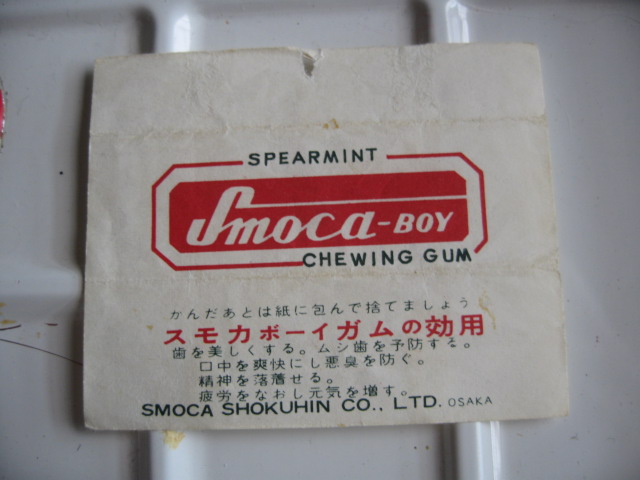 SPEARMINT
Smoca-BOY
CHEWING GUM
かんだあとは紙に包んで捨てましょう
スモカボーイガムの効用
歯を美しくする。ムシ歯を予防する。
口中を爽快にし悪臭を防ぐ。
精神を落着せる。
疲労をなおし元気を増す。
SMOCA SHOKUHIN CO., LTD. OSAKA